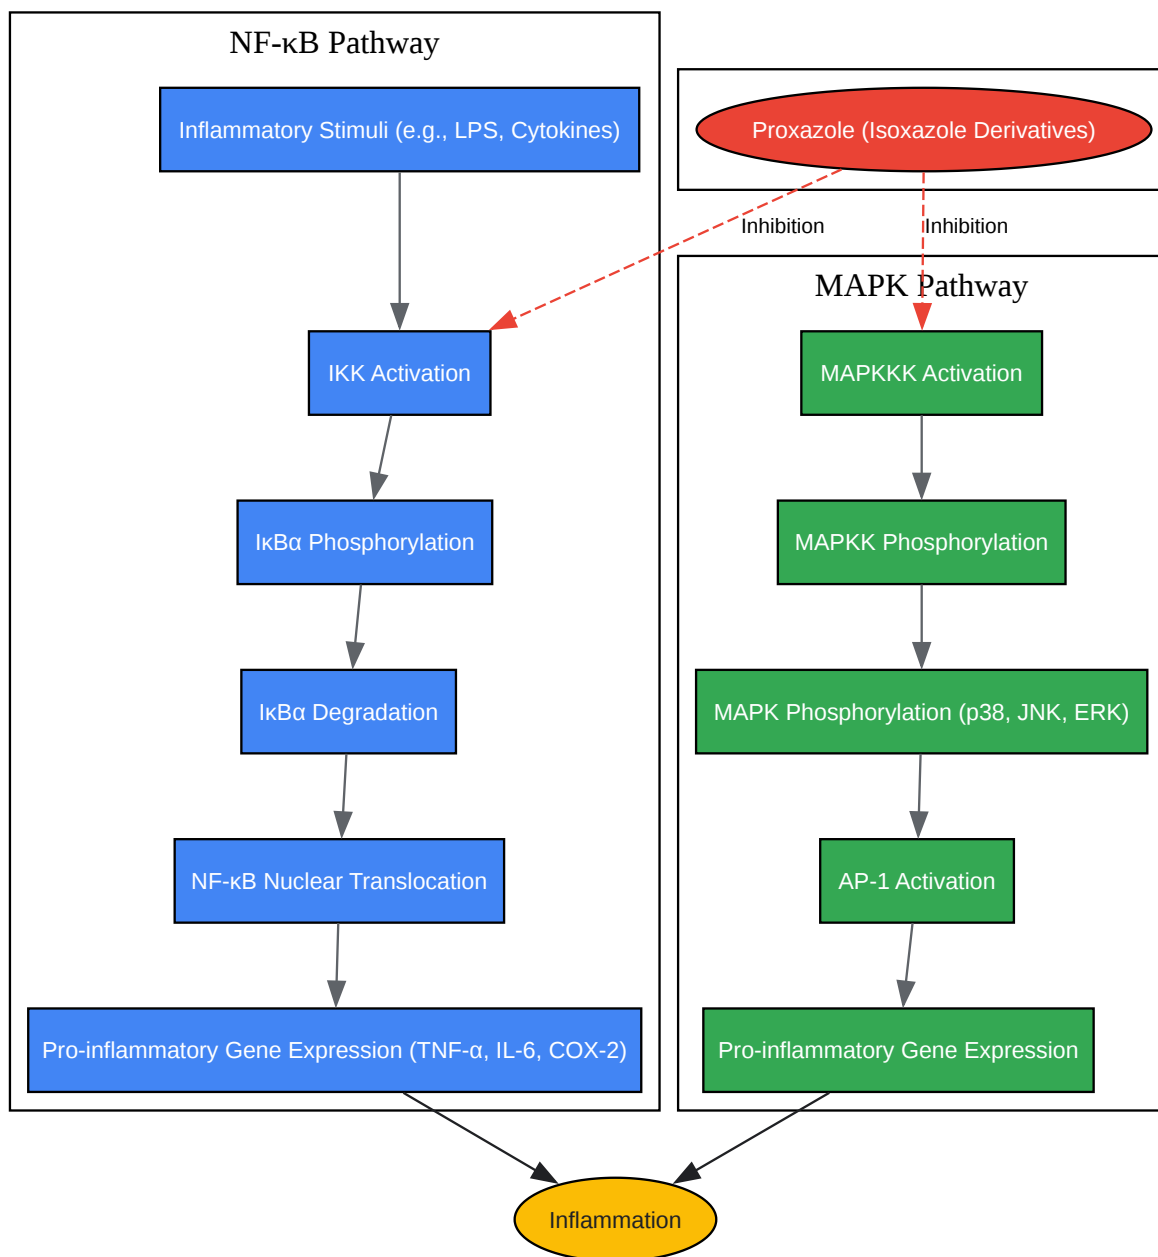 NF-κB Pathway
Inflammatory Stimuli (e.g., LPS, Cytokines)
Proxazole (Isoxazole Derivatives)
Inhibition
Inhibition
MAPK Pathway
IKK Activation
MAPKKK Activation
IκBα Phosphorylation
MAPKK Phosphorylation
IκBα Degradation
MAPK Phosphorylation (p38, JNK, ERK)
NF-κB Nuclear Translocation
AP-1 Activation
Pro-inflammatory Gene Expression (TNF-α, IL-6, COX-2)
Pro-inflammatory Gene Expression
Inflammation